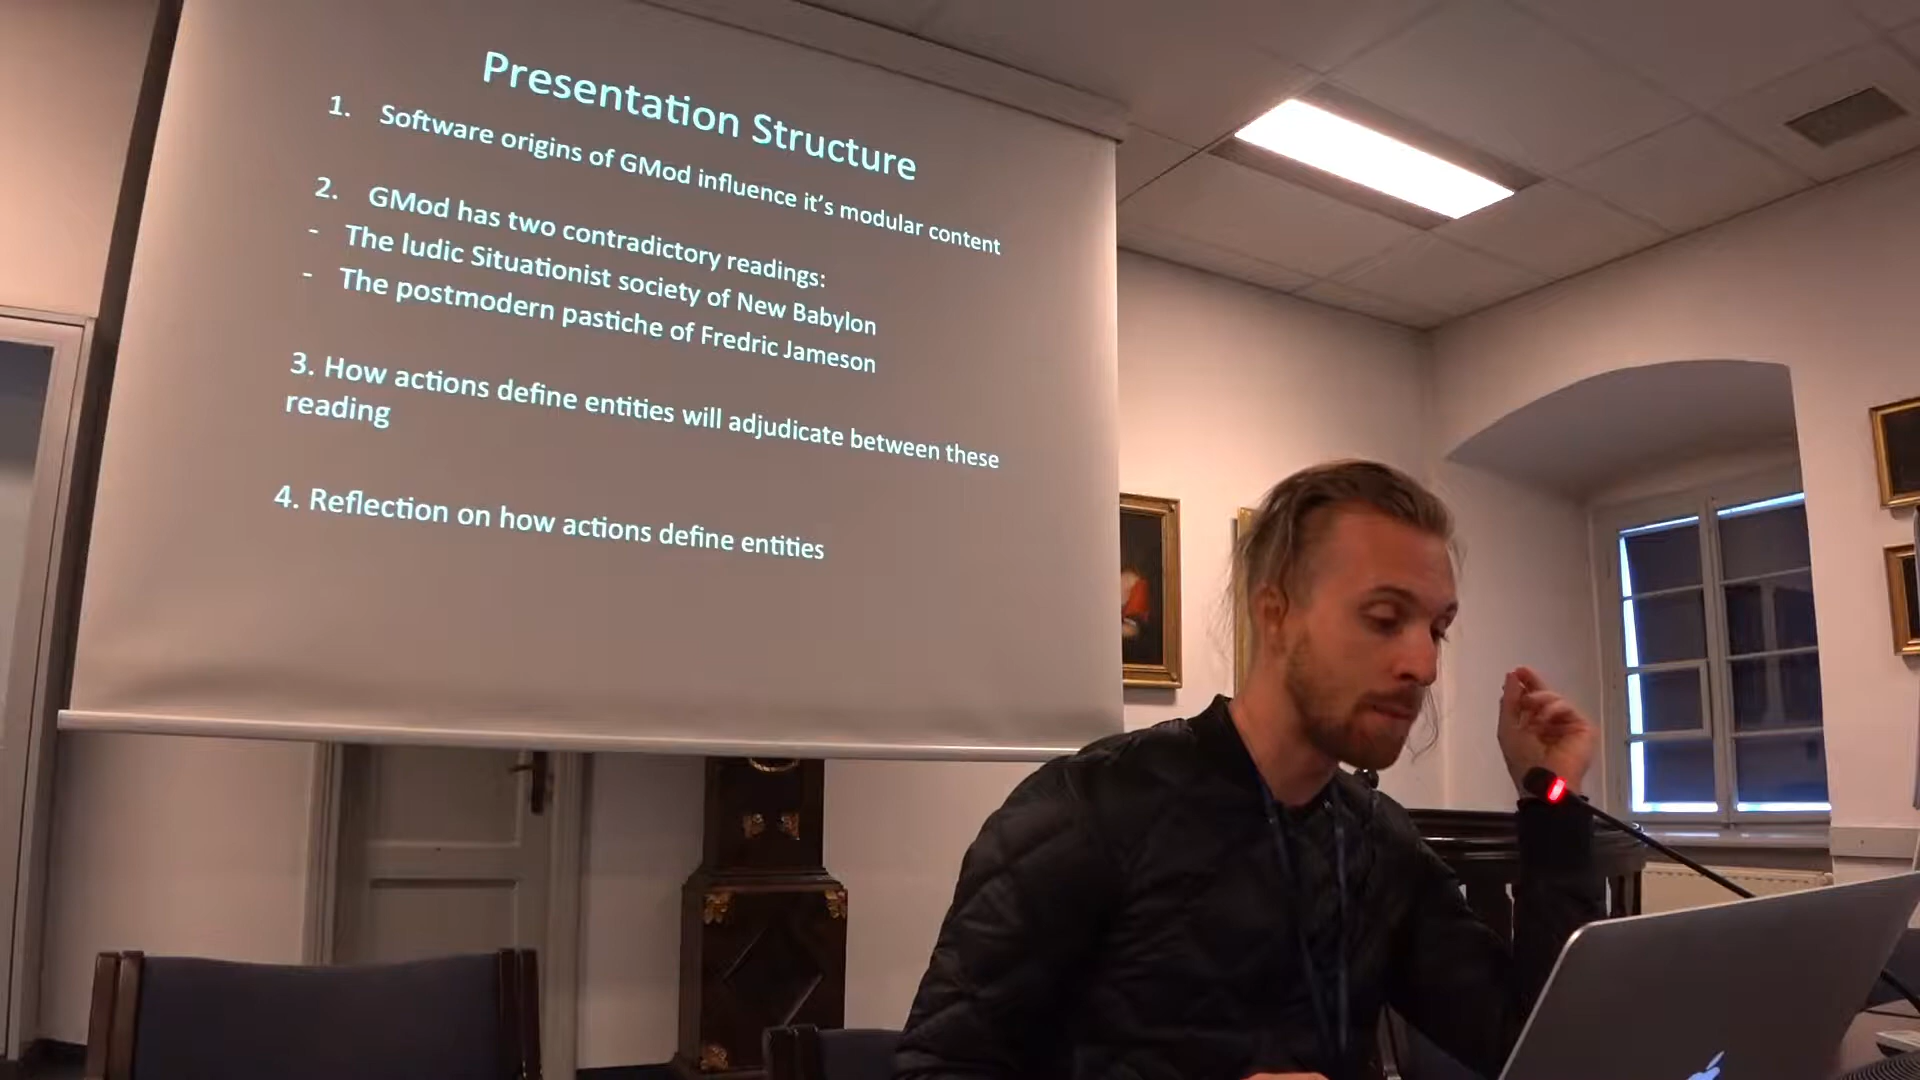 Presentation Structure
1. Software origins of GMod influence it's modular content
2. GMod has two contradictory readings:
- The ludic Situationist society of New Babylon
- The postmodern pastiche of Fredric Jameson
3. How actions define entities will adjudicate between these
reading
4. Reflection on how actions define entities